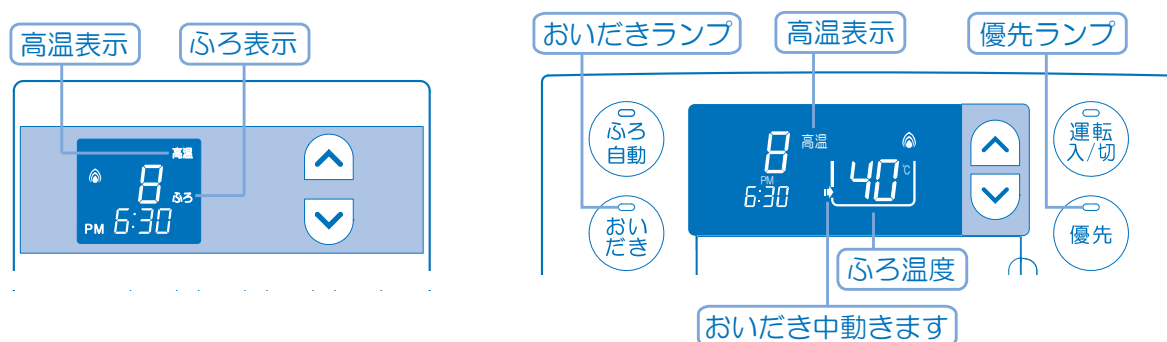 高温表示
ふろ表示
高温
8
ふろ
PM 6:30
おいだきランプ
高温表示
優先ランプ
ふろ
自動
おい
だき
8
高温
PM
6:30
40℃
運転
入/切
優先
ふろ温度
おいだき中動きます